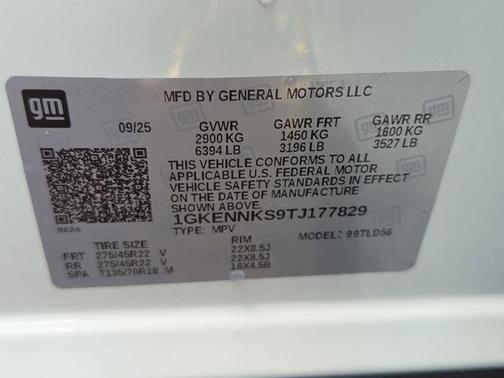 gm
MFD BY GENERAL MOTORS LLC
09/25 GVWR GAWR FRT GAWR RR
2900 KG 1450 KG 1600 KG
6394 LB 3196 LB 3527 LB
THIS VEHICLE CONFORMS TO ALL
APPLICABLE U.S. FEDERAL MOTOR
VEHICLE SAFETY STANDARDS IN EFFECT
ON THE DATE OF MANUFACTURE
SHOWN ABOVE.
1GKENNKS9TJ177829
TYPE: MPV MODEL: 99TLD56
TIRE SIZE RIM
FRT 275/45R22 V 22X8.5J
RR 275/45R22 V 22X8.5J
SPA T135/70R18 M 18X4.5B